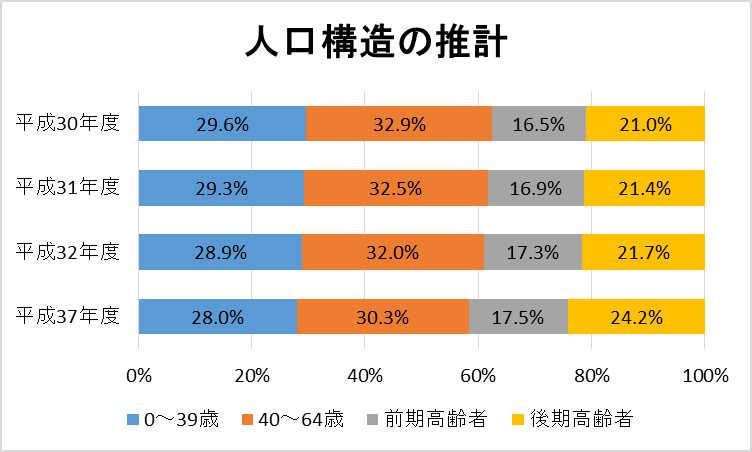 人口構造の推計
平成30年度 29.6% 32.9% 16.5% 21.0%
平成31年度 29.3% 32.5% 16.9% 21.4%
平成32年度 28.9% 32.0% 17.3% 21.7%
平成37年度 28.0% 30.3% 17.5% 24.2%
0% 20% 40% 60% 80% 100%
0～39歳 40～64歳 前期高齢者 後期高齢者